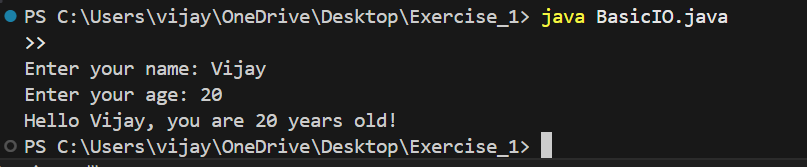 PS C:\Users\vijay\OneDrive\Desktop\Exercise_1> java BasicIO.java
>>
Enter your name: Vijay
Enter your age: 20
Hello Vijay, you are 20 years old!
PS C:\Users\vijay\OneDrive\Desktop\Exercise_1>